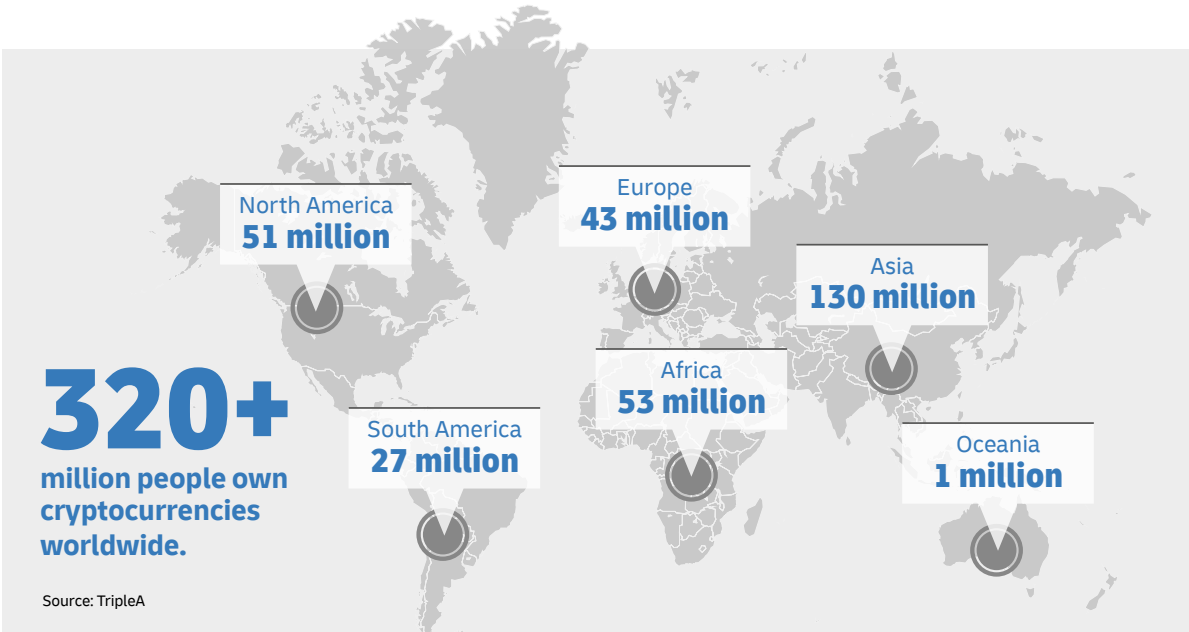 North America
51 million
Europe
43 million
Asia
130 million
Africa
53 million
South America
27 million
Oceania
1 million
320+
million people own
cryptocurrencies
worldwide.
Source: TripleA